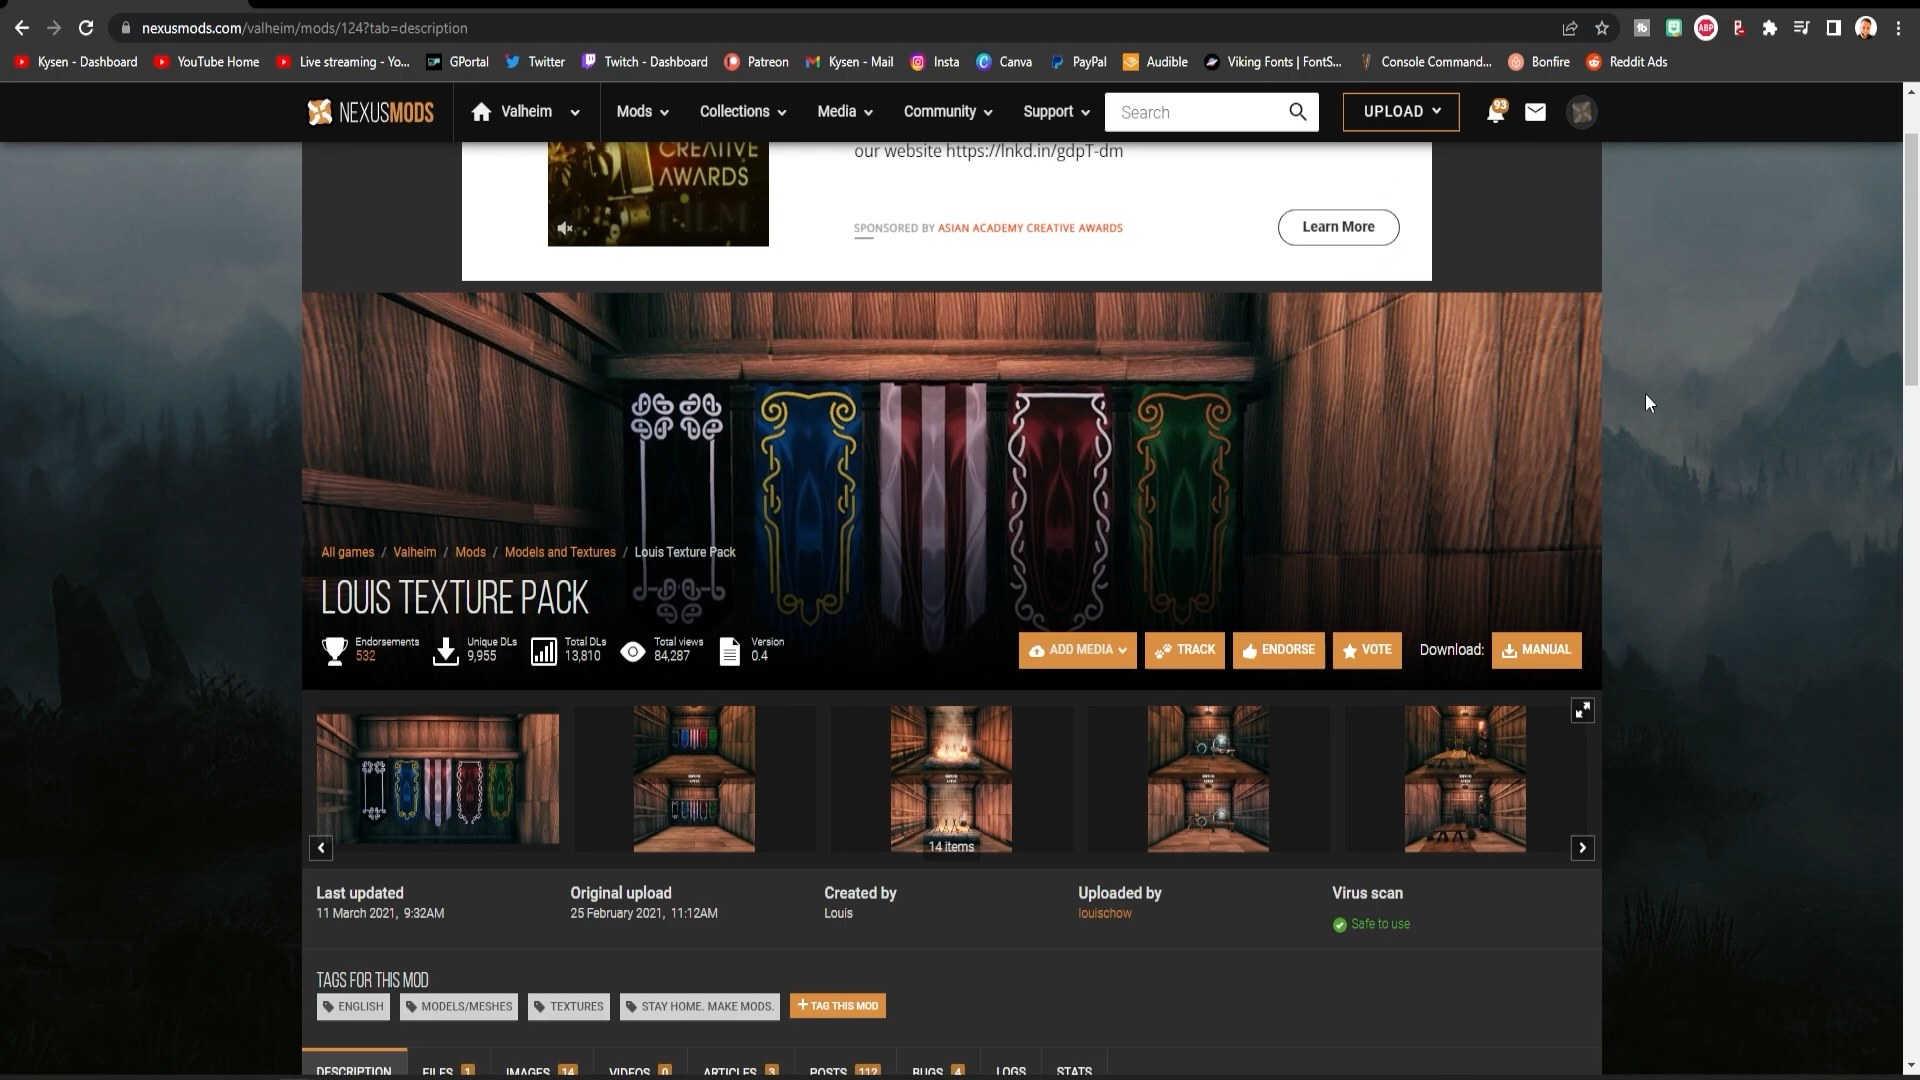 nexusmods.com/valheim/mods/124?tab=description
Kysen - Dashboard YouTube Home Live streaming - Yo... GPortal Twitter Twitch - Dashboard Patreon Kysen - Mail Insta Canva PayPal Audible Viking Fonts | FontS... Console Command... Bonfire Reddit Ads
NEXUSMODS Valheim Mods Collections Media Community Support Search UPLOAD 93
CREATIVE
AWARDS
FILM
our website https://lnkd.in/gdpT-dm
SPONSORED BY ASIAN ACADEMY CREATIVE AWARDS
Learn More
All games / Valheim / Mods / Models and Textures / Louis Texture Pack
LOUIS TEXTURE PACK
Endorsements Unique DLs Total DLs Total views Version
532 9,955 13,810 84,287 0.4
ADD MEDIA TRACK ENDORSE VOTE Download: MANUAL
14 items
Last updated Original upload Created by Uploaded by Virus scan
11 March 2021, 9:32AM 25 February 2021, 11:12AM Louis louischow Safe to use
TAGS FOR THIS MOD
ENGLISH MODELS/MESHES TEXTURES STAY HOME. MAKE MODS. + TAG THIS MOD
DESCRIPTION FILES 1 IMAGES 14 VIDEOS 0 ARTICLES 3 POSTS 112 BUGS 4 LOGS STATS